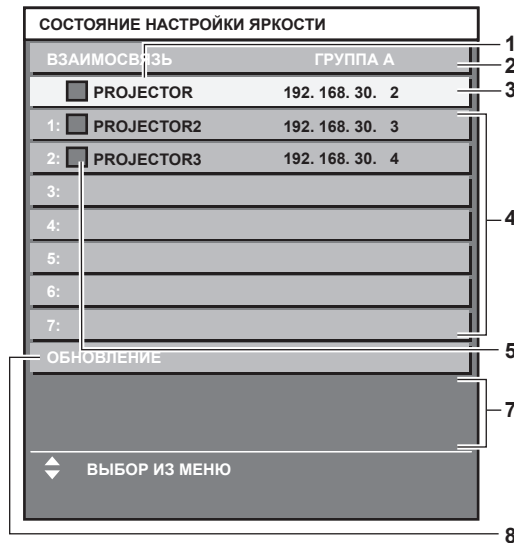 СОСТОЯНИЕ НАСТРОЙКИ ЯРКОСТИ
1
ВЗАИМОСВЯЗЬ ГРУППА A 2
PROJECTOR 192. 168. 30. 2 3
1: PROJECTOR2 192. 168. 30. 3
2: PROJECTOR3 192. 168. 30. 4
3:
4: 4
5:
6:
7:
ОБНОВЛЕНИЕ 5
7
ВЫБОР ИЗ МЕНЮ
8